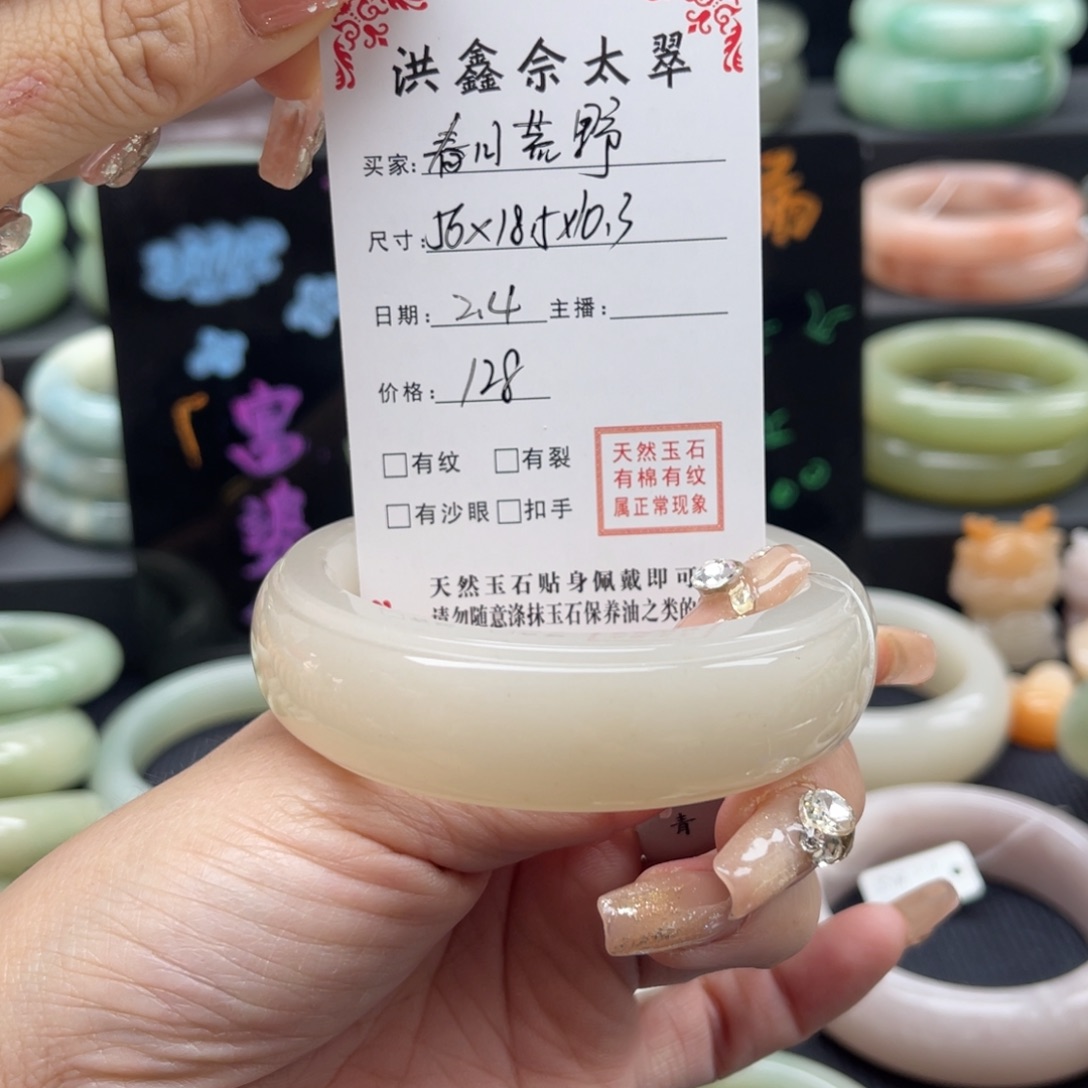 洪鑫佘太翠
买家:春川荒野
尺寸:56×18.5×10.3
日期:2.4 主播:
价格:128
□有纹 □有裂
□有沙眼 □扣手
天然玉石
有棉有纹
属正常现象
天然玉石贴身佩戴即可
请勿随意涤抹玉石保养油之类的
青